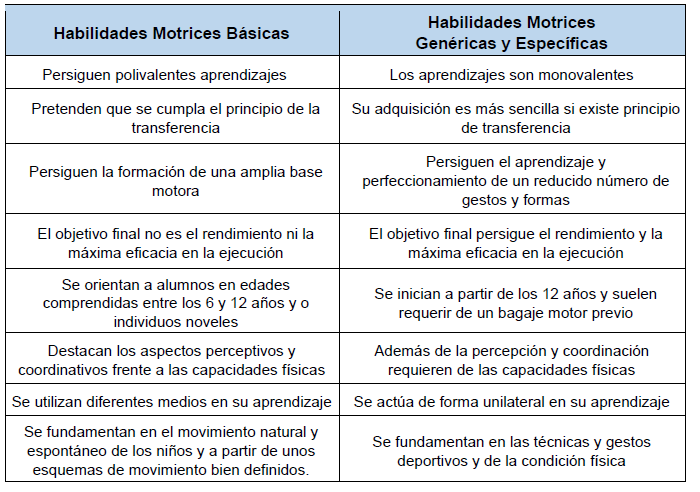 Habilidades Motrices Básicas
Habilidades Motrices
Genéricas y Específicas
Persiguen polivalentes aprendizajes
Los aprendizajes son monovalentes
Pretenden que se cumpla el principio de la
transferencia
Su adquisición es más sencilla si existe principio
de transferencia
Persiguen la formación de una amplia base
motora
Persiguen el aprendizaje y
perfeccionamiento de un reducido número de
gestos y formas
El objetivo final no es el rendimiento ni la
máxima eficacia en la ejecución
El objetivo final persigue el rendimiento y la
máxima eficacia en la ejecución
Se orientan a alumnos en edades
comprendidas entre los 6 y 12 años y o
individuos noveles
Se inician a partir de los 12 años y suelen
requerir de un bagaje motor previo
Destacan los aspectos perceptivos y
coordinativos frente a las capacidades físicas
Además de la percepción y coordinación
requieren de las capacidades físicas
Se utilizan diferentes medios en su aprendizaje
Se actúa de forma unilateral en su aprendizaje
Se fundamentan en el movimiento natural y
espontáneo de los niños y a partir de unos
esquemas de movimiento bien definidos.
Se fundamentan en las técnicas y gestos
deportivos y de la condición física